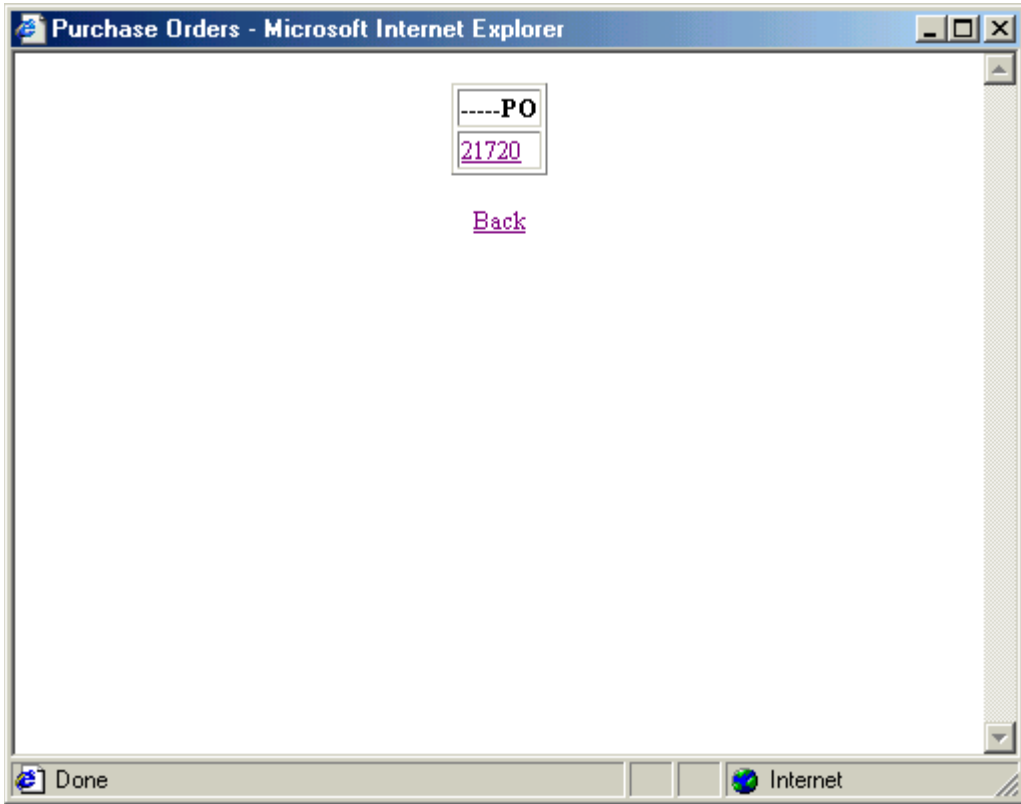 Purchase Orders - Microsoft Internet Explorer
-----PO
21720
Back
Done
Internet